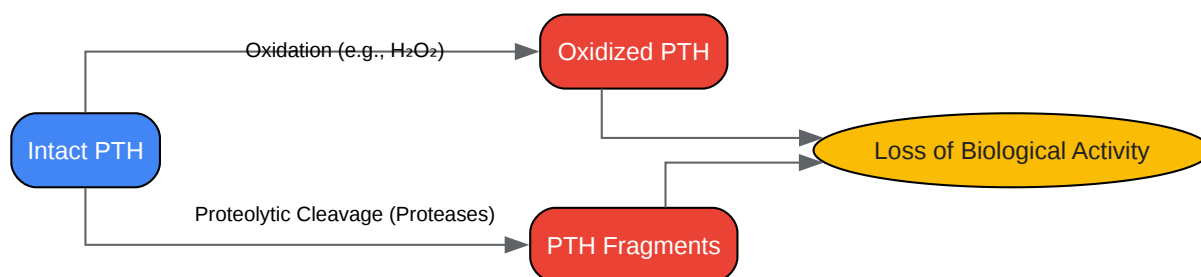 Oxidation (e.g., H₂O₂)
Oxidized PTH
Intact PTH
Loss of Biological Activity
Proteolytic Cleavage (Proteases)
PTH Fragments